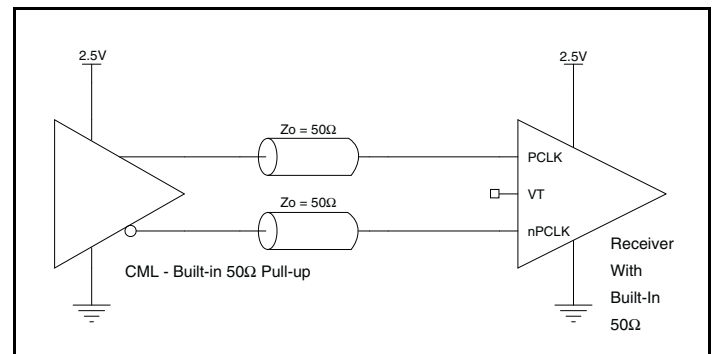 2.5V
2.5V
Zo = 50Ω
PCLK
VT
Zo = 50Ω
nPCLK
CML - Built-in 50Ω Pull-up
Receiver
With
Built-In
50Ω